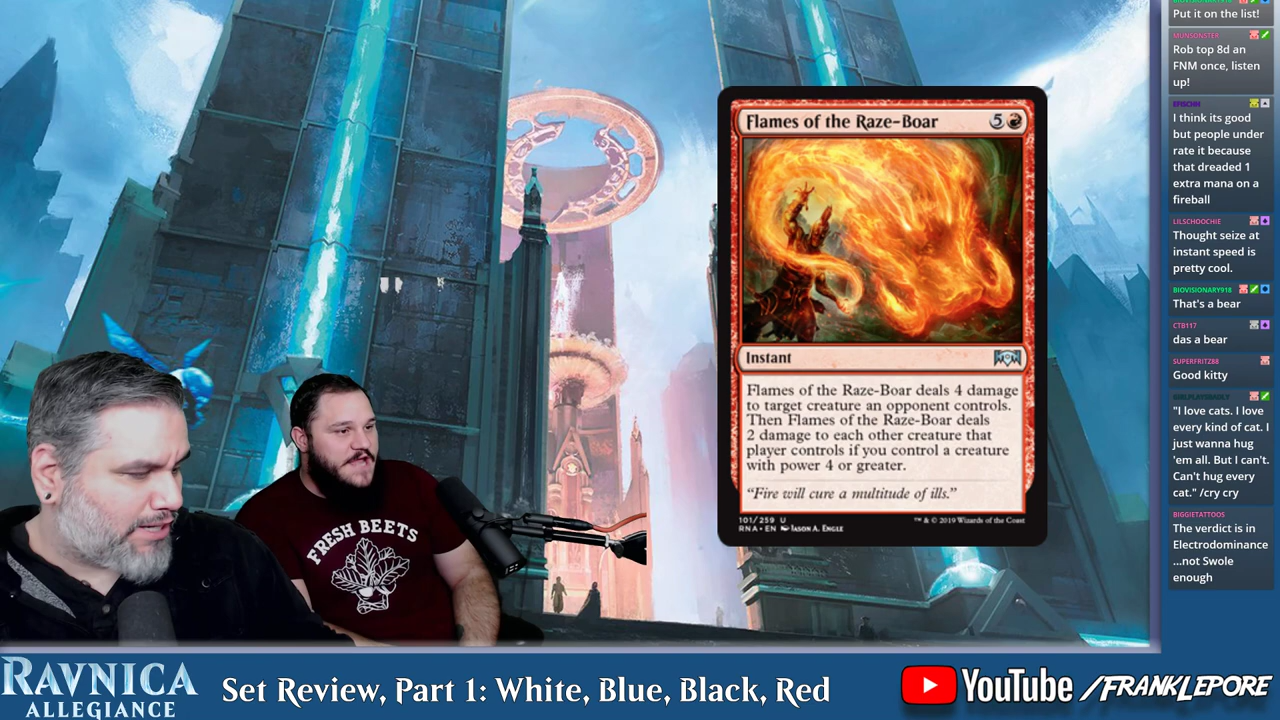 Flames of the Raze-Boar 5
Instant
Flames of the Raze-Boar deals 4 damage
to target creature an opponent controls.
Then Flames of the Raze-Boar deals
2 damage to each other creature that
player controls if you control a creature
with power 4 or greater.
"Fire will cure a multitude of ills."
101/259 U
RNA • EN JASON A. ENGLE
™ & © 2019 Wizards of the Coast
FRESH BEETS
BIOVISIONARY918
Put it on the list!
MUNSONSTER
Rob top 8d an
FNM once, listen
up!
I think its good
but people under
rate it because
that dreaded 1
extra mana on a
fireball
LILSCHOOCHIE
Thought seize at
instant speed is
pretty cool.
BIOVISIONARY918
That's a bear
CTB117
das a bear
SUPERFRITZ88
Good kitty
"I love cats. I love
every kind of cat. I
just wanna hug
'em all. But I can't.
Can't hug every
cat." /cry cry
BIGGIETATTOOS
The verdict is in
Electrodominance
...not Swole
enough
RAVNICA
ALLEGIANCE
Set Review, Part 1: White, Blue, Black, Red
YouTube /FRANKLEPORE